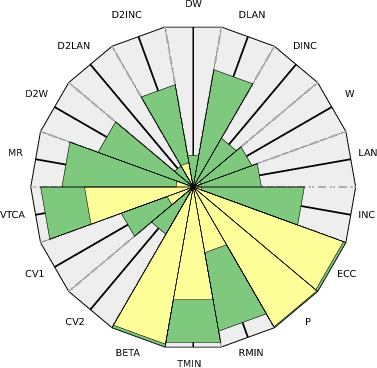 DW
D2INC
DLAN
D2LAN
DINC
D2W
W
MR
LAN
VTCA
INC
CV1
ECC
CV2
P
BETA
RMIN
TMIN